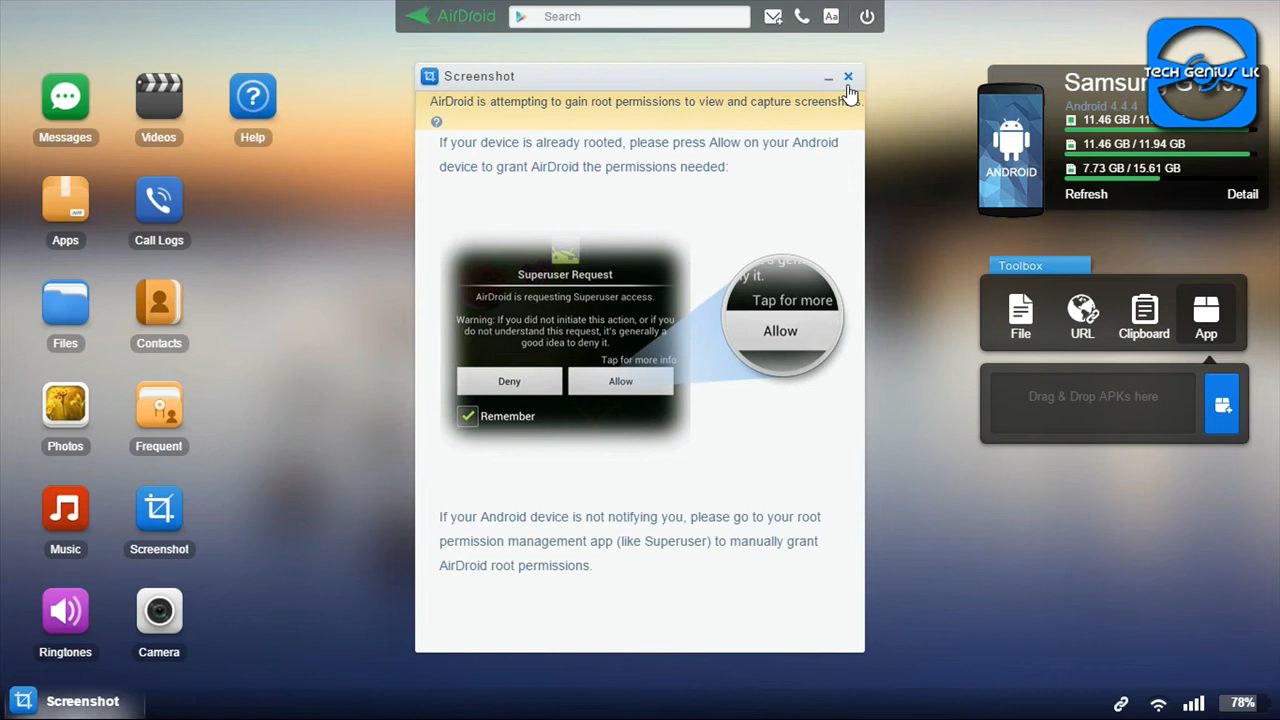 AirDroid
Search
Aa
TECH GENIUS LK
Messages
Videos
Help
Apps
Call Logs
Files
Contacts
Photos
Frequent
Music
Screenshot
Ringtones
Camera
Screenshot
AirDroid is attempting to gain root permissions to view and capture
?
If your device is already rooted, please press Allow on your Android
device to grant AirDroid the permissions needed:
Superuser Request
AirDroid is requesting Superuser access.
Warning: If you did not initiate this action, or if you
do not understand this request, it's generally a
good idea to deny it.
Tap for more info
Deny
Allow
Remember
y it.
Tap for more
Allow
If your Android device is not notifying you, please go to your root
permission management app (like Superuser) to manually grant
AirDroid root permissions.
Samsung
Android 4.4.4
ANDROID
11.46 GB /
11.46 GB / 11.94 GB
7.73 GB / 15.61 GB
Refresh
Detail
Toolbox
File
URL
Clipboard
App
Drag & Drop APKs here
Screenshot
78%